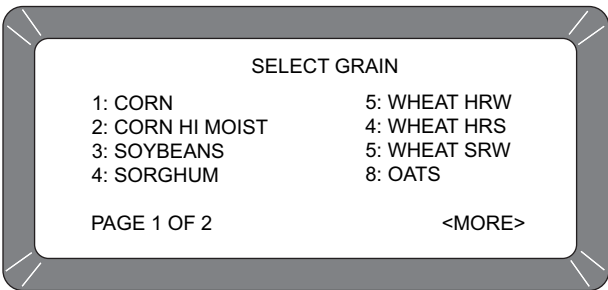 SELECT GRAIN
1: CORN
2: CORN HI MOIST
3: SOYBEANS
4: SORGHUM
5: WHEAT HRW
4: WHEAT HRS
5: WHEAT SRW
8: OATS
PAGE 1 OF 2
<MORE>